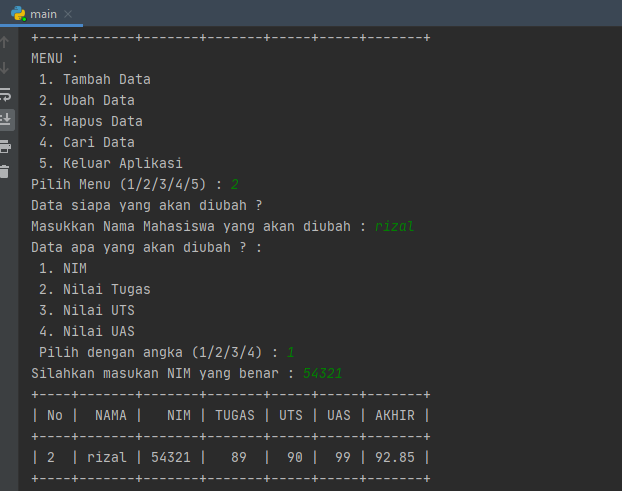 main
+----+-------+-------+-------+-----+-----+-------+
MENU :
1. Tambah Data
2. Ubah Data
3. Hapus Data
4. Cari Data
5. Keluar Aplikasi
Pilih Menu (1/2/3/4/5) : 2
Data siapa yang akan diubah ?
Masukkan Nama Mahasiswa yang akan diubah : rizal
Data apa yang akan diubah ? :
1. NIM
2. Nilai Tugas
3. Nilai UTS
4. Nilai UAS
Pilih dengan angka (1/2/3/4) : 1
Silahkan masukan NIM yang benar : 54321
+----+-------+-------+-------+-----+-----+-------+
| No |  NAMA |   NIM | TUGAS | UTS | UAS | AKHIR |
+----+-------+-------+-------+-----+-----+-------+
| 2  | rizal | 54321 |   89  |  90 |  99 | 92.85 |
+----+-------+-------+-------+-----+-----+-------+